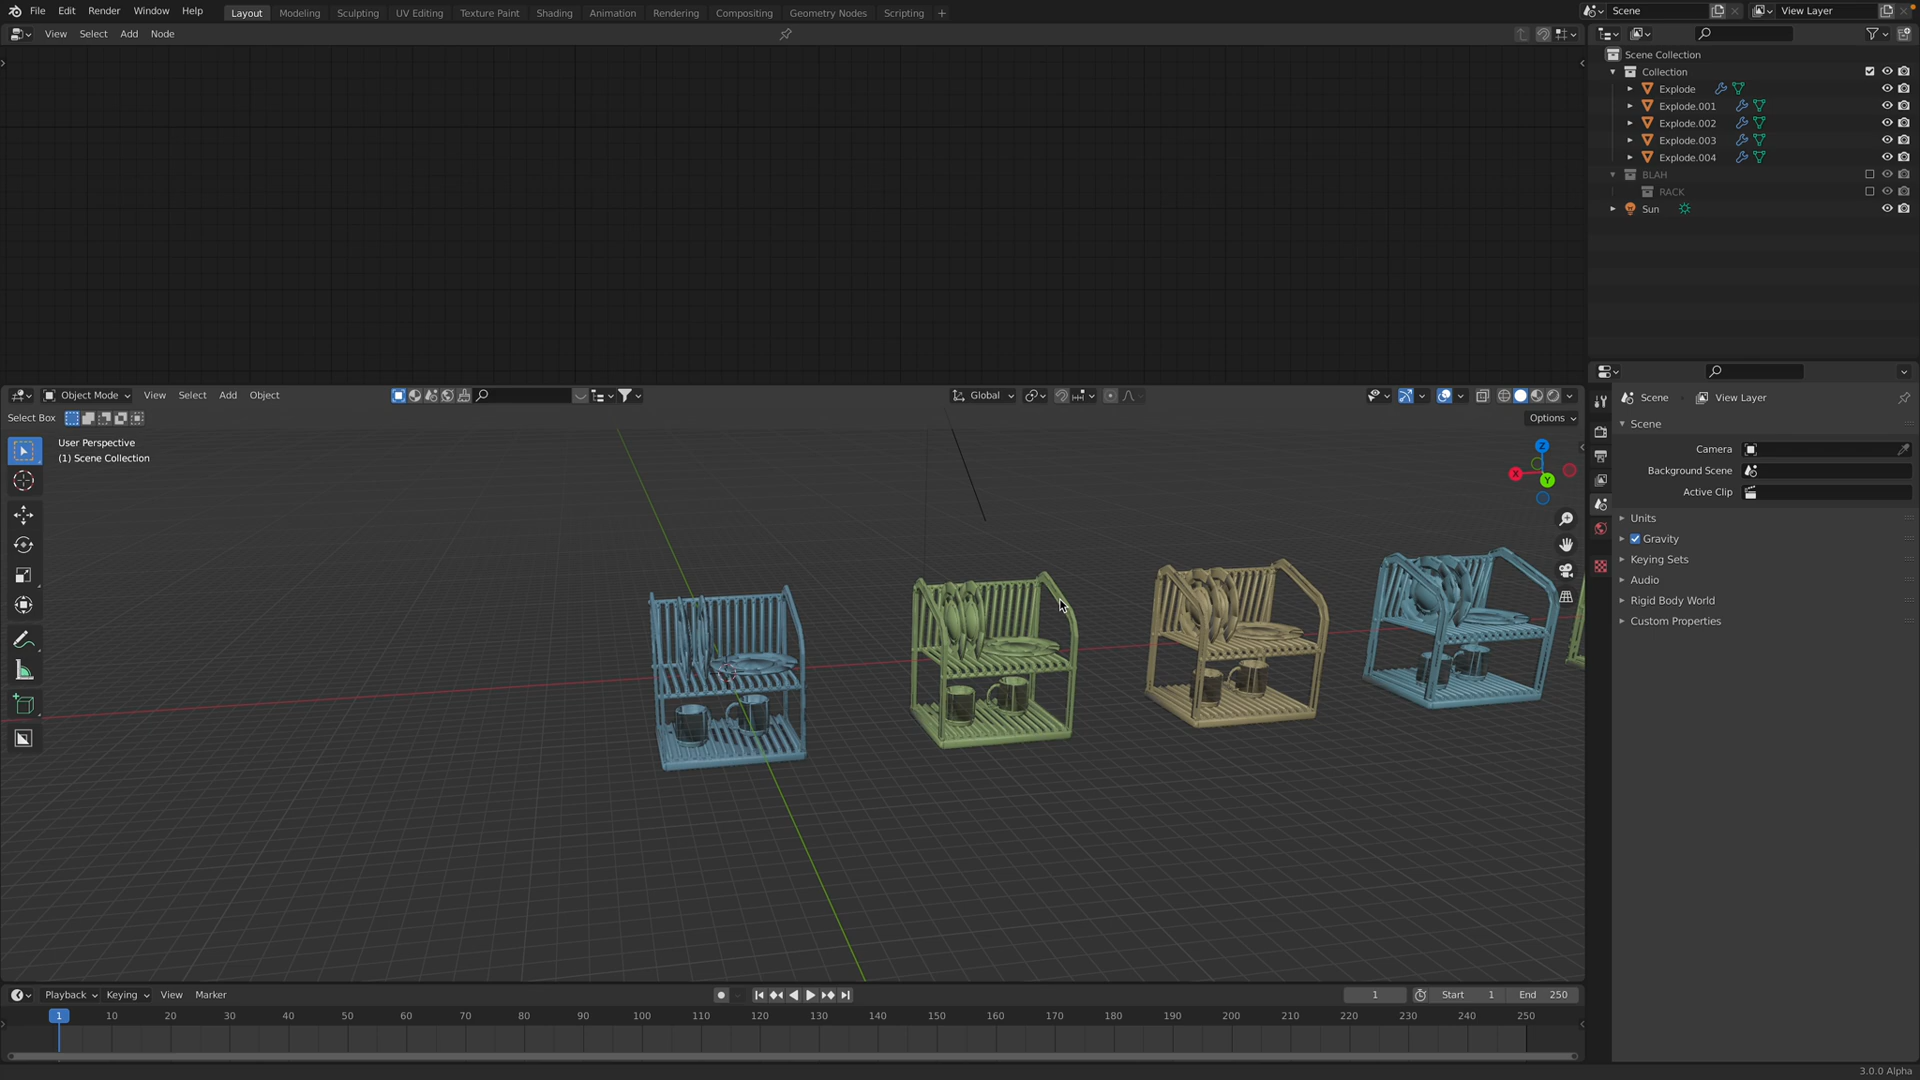 File Edit Render Window Help Layout Modeling Sculpting UV Editing Texture Paint Shading Animation Rendering Compositing Geometry Nodes Scripting + Scene View Layer
View Select Add Node
Scene Collection
Collection
Explode
Explode.001
Explode.002
Explode.003
Explode.004
BLAH
RACK
Sun
Object Mode View Select Add Object Global
Select Box Options
User Perspective
(1) Scene Collection
Z
X
Y
Scene View Layer
Scene
Camera
Background Scene
Active Clip
Units
Gravity
Keying Sets
Audio
Rigid Body World
Custom Properties
Playback Keying View Marker 1 Start 1 End 250
1 10 20 30 40 50 60 70 80 90 100 110 120 130 140 150 160 170 180 190 200 210 220 230 240 250
3.0.0 Alpha